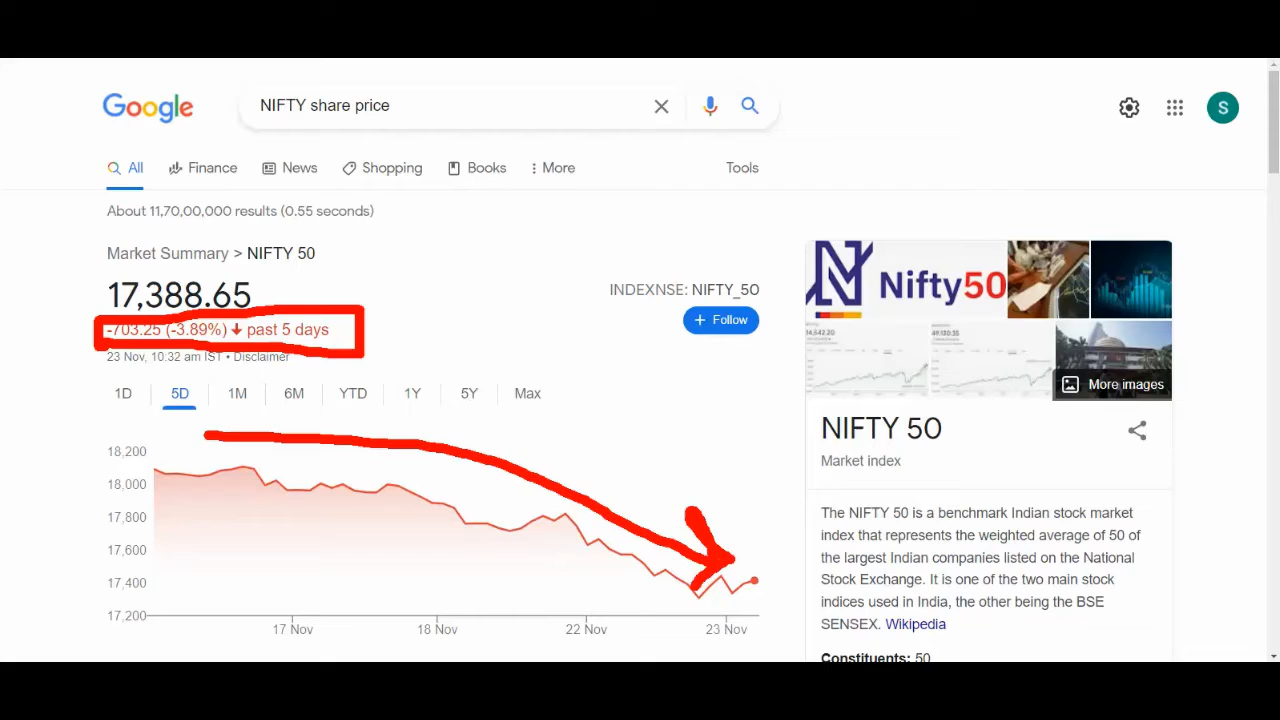 Google
NIFTY share price
S
All Finance News Shopping Books More Tools
About 11,70,00,000 results (0.55 seconds)
Market Summary > NIFTY 50
17,388.65
INDEXNSE: NIFTY_50
-703.25 (-3.89%) past 5 days
+ Follow
23 Nov, 10:32 am IST • Disclaimer
1D 5D 1M 6M YTD 1Y 5Y Max
18,200
18,000
17,800
17,600
17,400
17,200
17 Nov 18 Nov 22 Nov 23 Nov
N Nifty50
More images
NIFTY 50
Market index
The NIFTY 50 is a benchmark Indian stock market
index that represents the weighted average of 50 of
the largest Indian companies listed on the National
Stock Exchange. It is one of the two main stock
indices used in India, the other being the BSE
SENSEX. Wikipedia
Constituents: 50